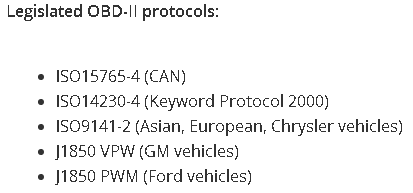 Legislated OBD-II protocols:
• ISO15765-4 (CAN)
• ISO14230-4 (Keyword Protocol 2000)
• ISO9141-2 (Asian, European, Chrysler vehicles)
• J1850 VPW (GM vehicles)
• J1850 PWM (Ford vehicles)